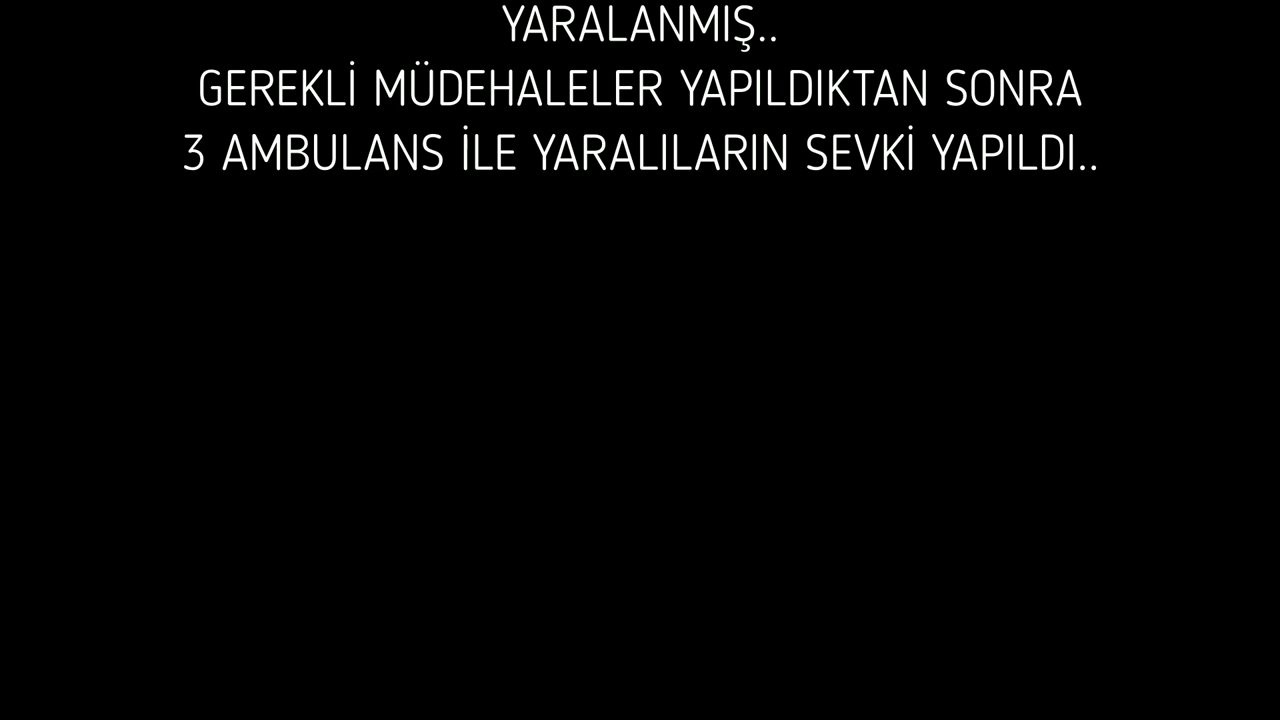 YARALANMIŞ..
GEREKLİ MÜDEHALELER YAPILDIKTAN SONRA
3 AMBULANS İLE YARALILARIN SEVKİ YAPILDI..